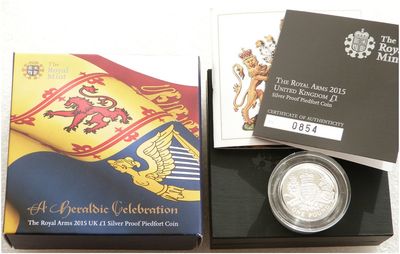 The
Royal
Mint
A Heraldic Celebration
The Royal Arms 2015 UK £1 Silver Proof Piedfort Coin
The
Royal
Mint
The Royal Arms 2015
United Kingdom £1
Silver Proof Piedfort Coin
CERTIFICATE OF AUTHENTICITY
0854
ONE POUND